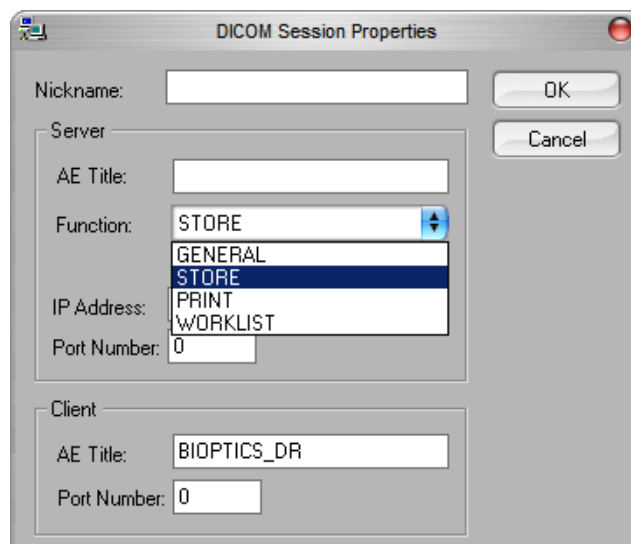 DICOM Session Properties
Nickname:
OK
Server
Cancel
AE Title:
Function: STORE
GENERAL
STORE
PRINT
WORKLIST
IP Address:
Port Number: 0
Client
AE Title: BIOPTICS_DR
Port Number: 0